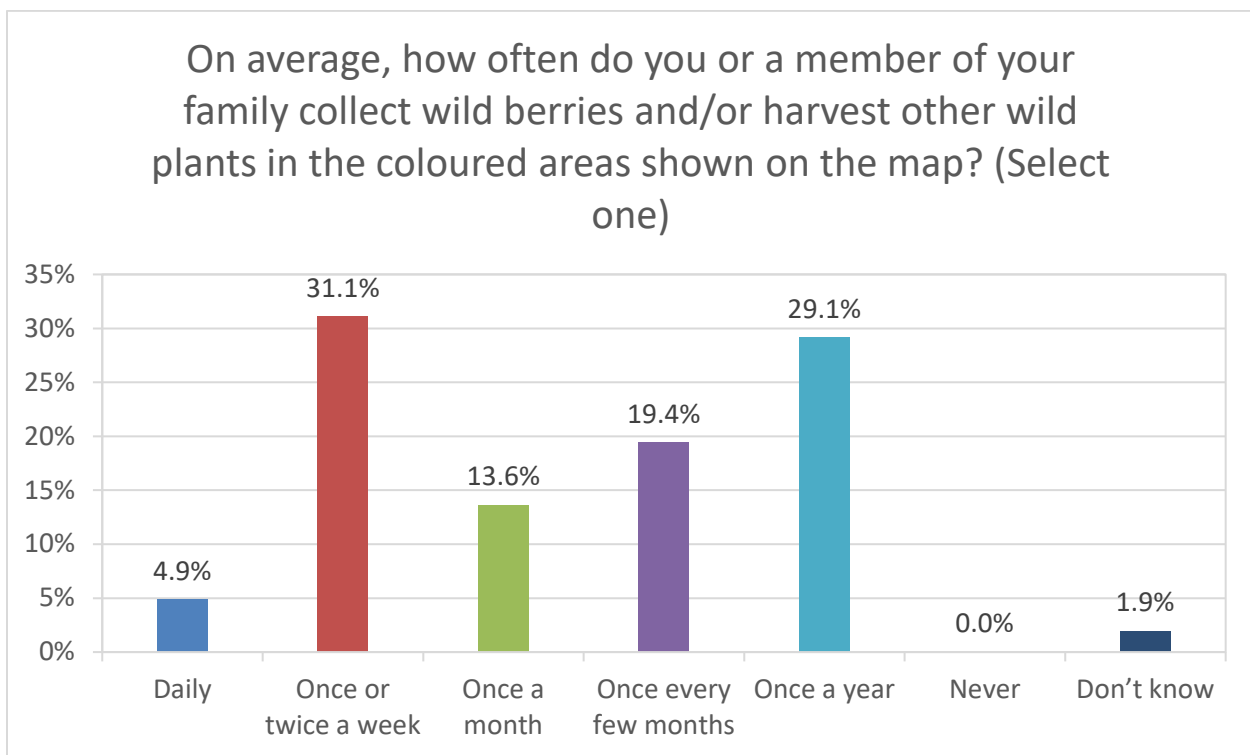 On average, how often do you or a member of your
family collect wild berries and/or harvest other wild
plants in the coloured areas shown on the map? (Select
one)
35%
30%
25%
20%
15%
10%
5%
0%
4.9%
31.1%
13.6%
19.4%
29.1%
0.0%
1.9%
Daily
Once or
twice a week
Once a
month
Once every
few months
Once a year
Never
Don’t know